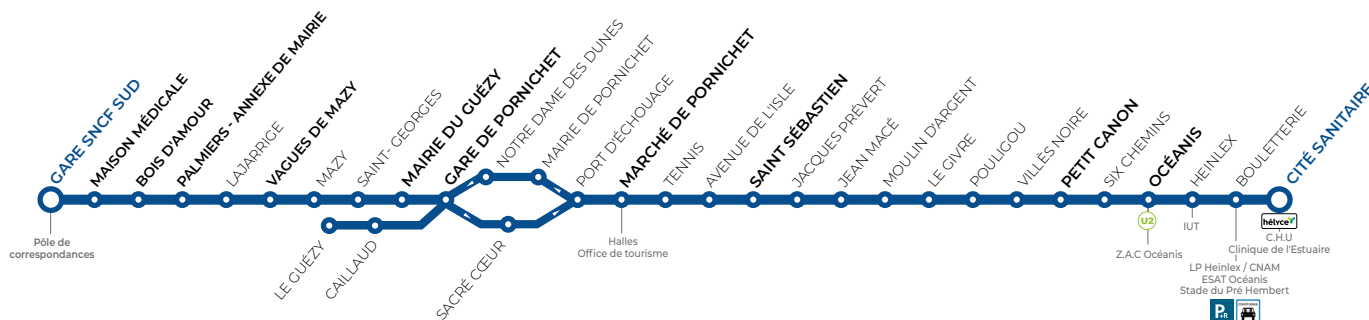 GARE SNCF SUD
MAISON MÉDICALE
BOIS D'AMOUR
PALMIERS - ANNEXE DE MAIRIE
LAJARRIGE
VAGUES DE MAZY
MAZY
SAINT- GEORGES
MAIRIE DU GUÉZY
GARE DE PORNICHET
NOTRE DAME DES DUNES
MAIRIE DE PORNICHET
PORT D'ÉCHOUAGE
MARCHÉ DE PORNICHET
TENNIS
AVENUE DE L'ISLE
SAINT SÉBASTIEN
JACQUES PRÉVERT
JEAN MACÉ
MOULIN D'ARGENT
LE GIVRE
POULIGOU
VILLÈS NOIRE
PETIT CANON
SIX CHEMINS
OCÉANIS
HEINLEX
BOULETTERIE
CITÉ SANITAIRE
LE GUÉZY
CAILLAUD
SACRÉ CŒUR
Pôle de
correspondances
Halles
Office de tourisme
U2
Z.A.C Océanis
IUT
LP Heinlex / CNAM
ESAT Océanis
Stade du Pré Hembert
P+R
hélyce
C.H.U
Clinique de l'Estuaire